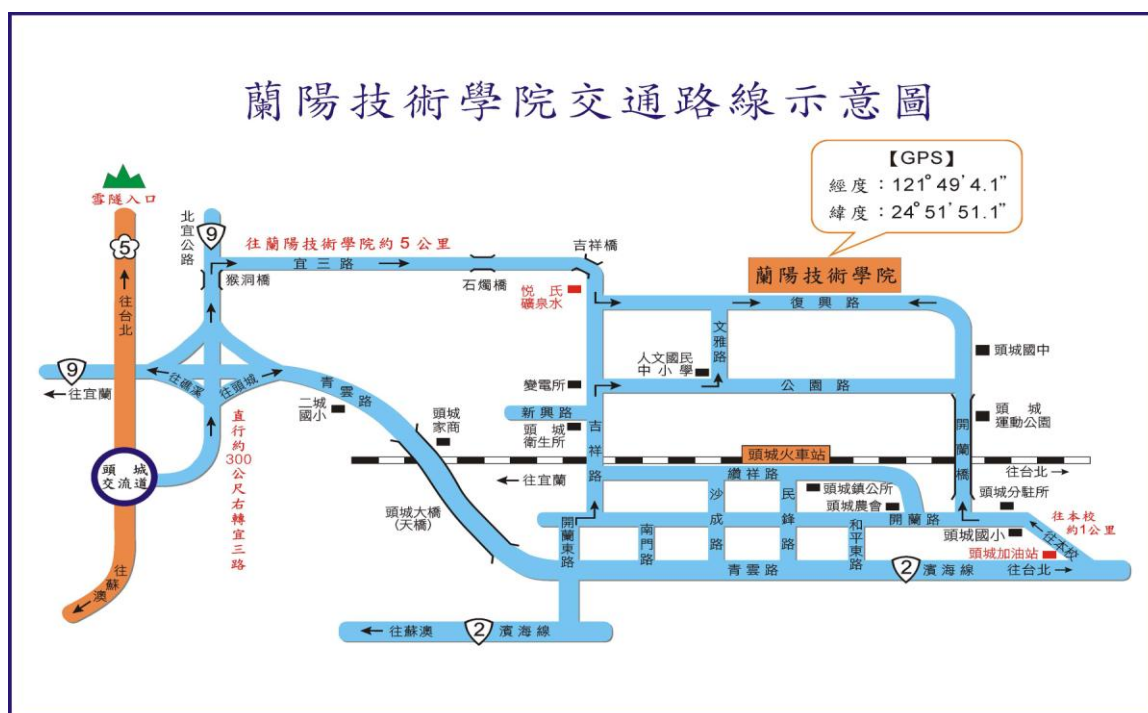 蘭陽技術學院交通路線示意圖
【GPS】
經度：121°49'4.1"
緯度：24°51'51.1"
蘭陽技術學院
雪隧入口
5
往台北
北宜公路
9
往蘭陽技術學院約5公里
宜三路
猴洞橋
石燭橋
吉祥橋
悦氏
礦泉水
復興路
文雅路
人文國民
中小學
頭城國中
9
往宜蘭
往礁溪
往頭城
青雲路
二城
國小
變電所
公園路
新興路
頭城
衛生所
吉祥路
頭城
家商
頭城
運動公園
開蘭橋
直行約300公尺右轉宜三路
頭城
交流道
頭城火車站
往宜蘭
往台北
纘祥路
頭城大橋
(天橋)
沙成路
民鋒路
頭城鎮公所
頭城農會
頭城分駐所
往本校
約1公里
開蘭東路
南門路
和平東路
開蘭路
頭城國小
往本校
頭城加油站
青雲路
2
濱海線
往台北
往蘇澳
往蘇澳
2
濱海線